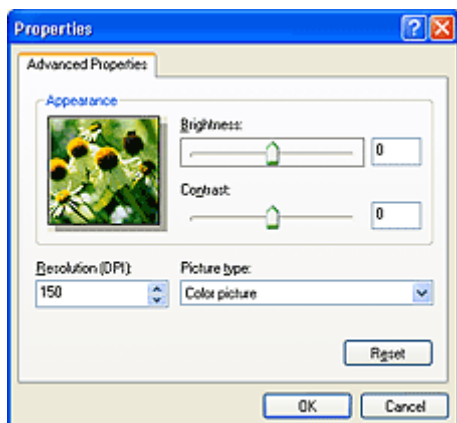 Properties
Advanced Properties
Appearance
Brightness:
0
Contrast:
0
Resolution (DPI):
Picture type:
150
Color picture
Reset
OK
Cancel